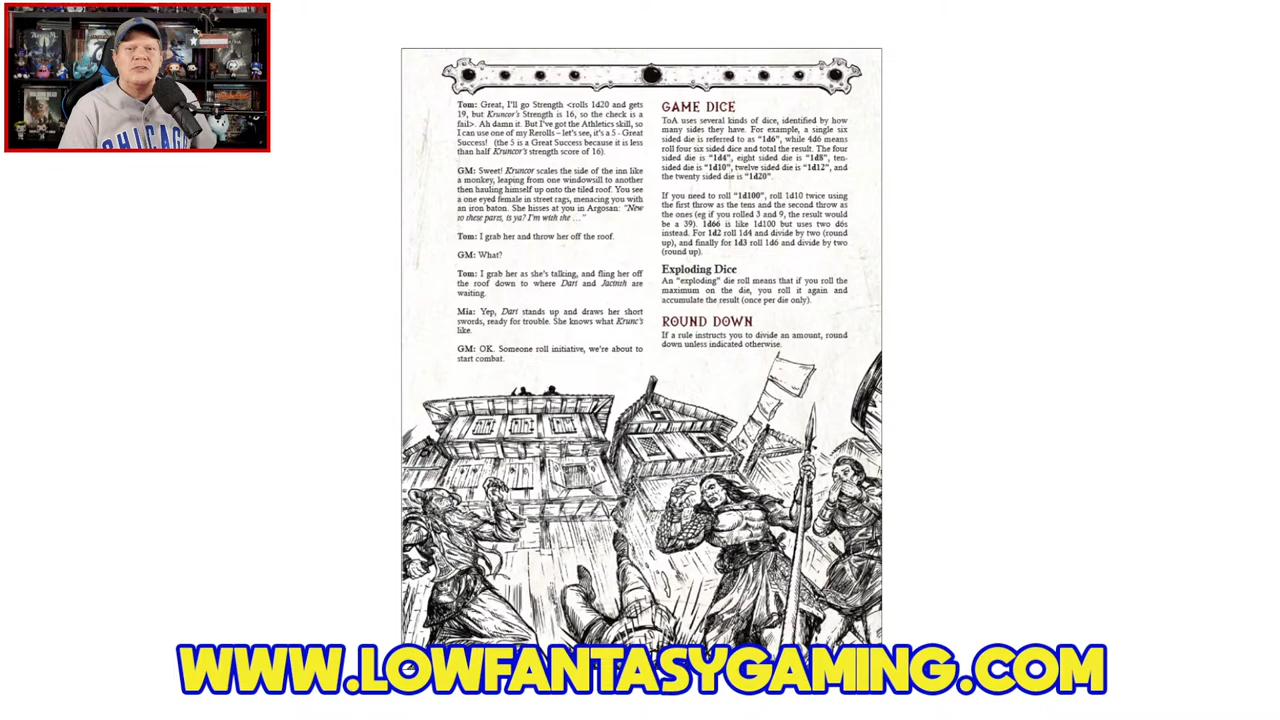 CHICAGO
Tom: Great, I'll go Strength <rolls 1d20 and gets
19, but Kruncor's Strength is 16, so the check is a
fail>. Ah damn it. But I've got the Athletics skill, so
I can use one of my Rerolls – let's see, it's a 5 - Great
Success! (the 5 is a Great Success because it is less
than half Kruncor's strength score of 16).
GM: Sweet! Kruncor scales the side of the inn like
a monkey, leaping from one windowsill to another
then hauling himself up onto the tiled roof. You see
a one eyed female in street rags, menacing you with
an iron baton. She hisses at you in Argosan: "New
to these parts, is ya? I'm with the …"
Tom: I grab her and throw her off the roof.
GM: What?
Tom: I grab her as she's talking, and fling her off
the roof down to where Dari and Jacinth are
waiting.
Mia: Yep, Dari stands up and draws her short
swords, ready for trouble. She knows what Krunc's
like.
GM: OK. Someone roll initiative, we're about to
start combat.
GAME DICE
ToA uses several kinds of dice, identified by how
many sides they have. For example, a single six
sided die is referred to as "1d6", while 4d6 means
roll four six sided dice and total the result. The four
sided die is "1d4", eight sided die is "1d8", ten-
sided die is "1d10", twelve sided die is "1d12", and
the twenty sided die is "1d20".
If you need to roll "1d100", roll 1d10 twice using
the first throw as the tens and the second throw as
the ones (eg if you rolled 3 and 9, the result would
be a 39). 1d66 is like 1d100 but uses two d6s
instead. For 1d2 roll 1d4 and divide by two (round
up), and finally for 1d3 roll 1d6 and divide by two
(round up).
Exploding Dice
An "exploding" die roll means that if you roll the
maximum on the die, you roll it again and
accumulate the result (once per die only).
ROUND DOWN
If a rule instructs you to divide an amount, round
down unless indicated otherwise.
WWW.LOWFANTASYGAMING.COM